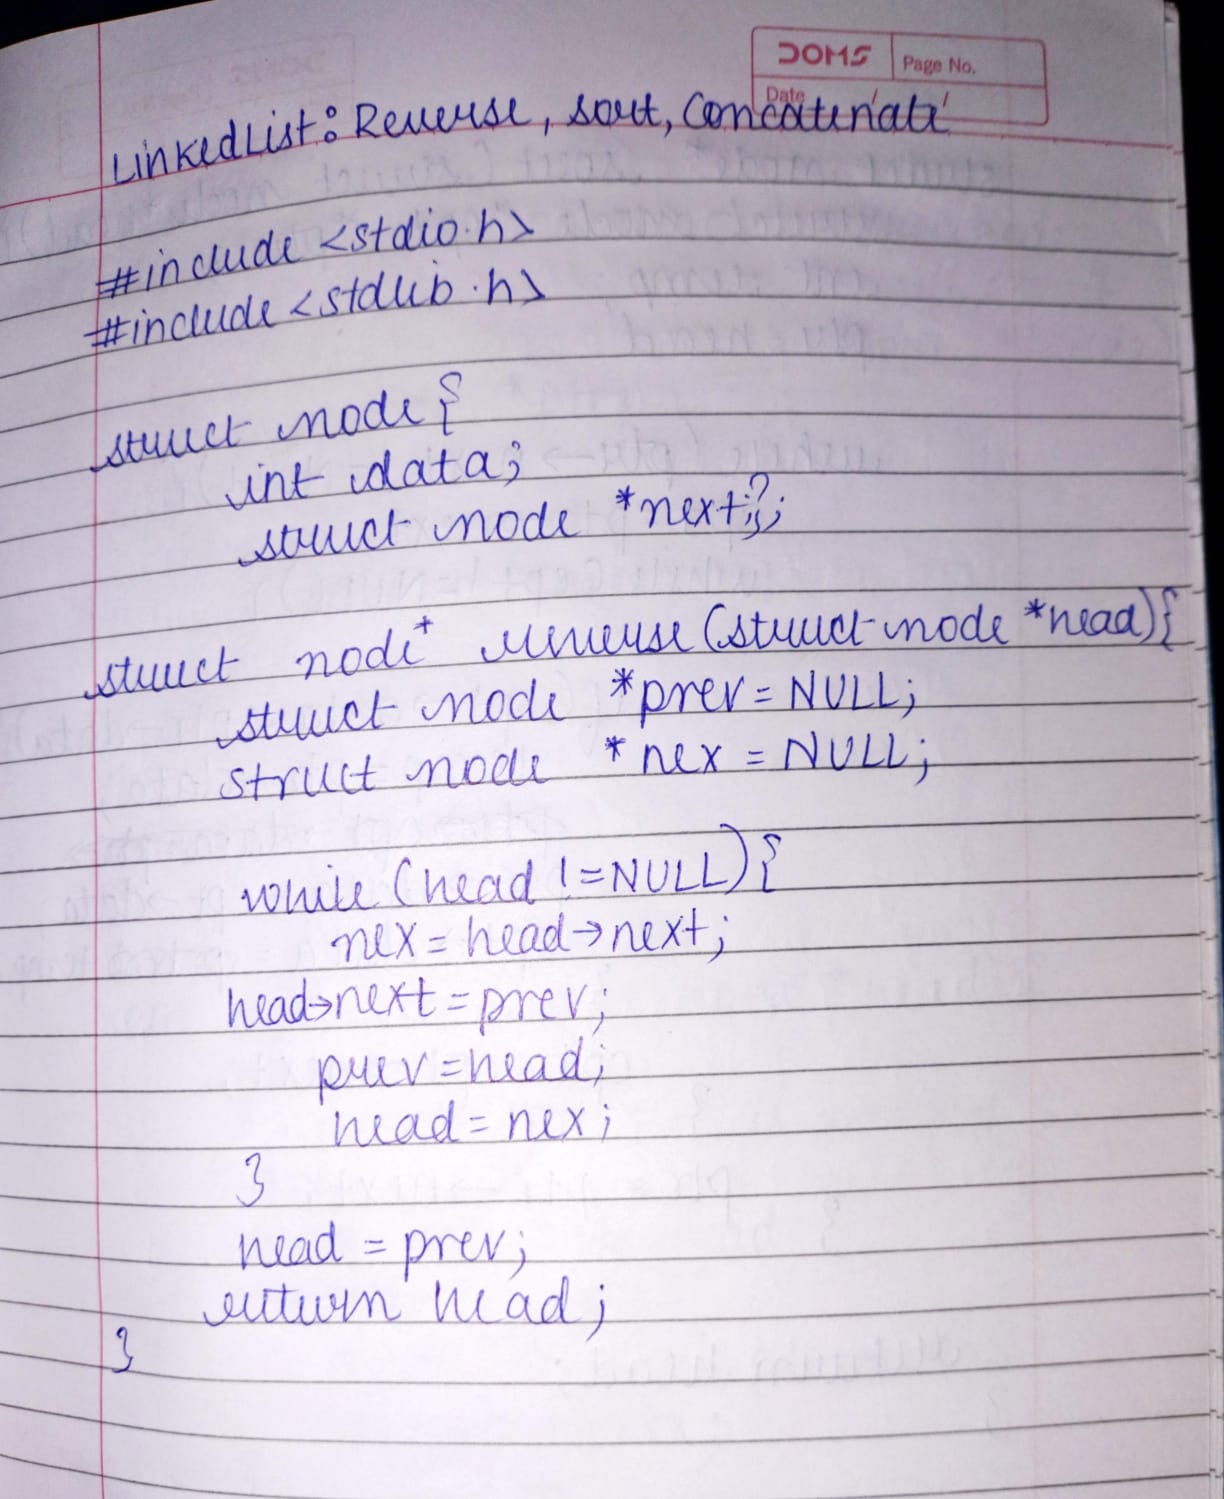 DOMS
Page No.
Date
LinkedList: Reverse, sort, Concatenate
#include <stdio.h>
#include <stdlib.h>
struct node {
int data;
struct node *next;};
struct node* reverse(struct node *head){
struct node *prev = NULL;
struct node *nex = NULL;
while (head != NULL) {
nex = head->next;
head->next = prev;
prev = head;
head = nex;
}
head = prev;
return head;
}